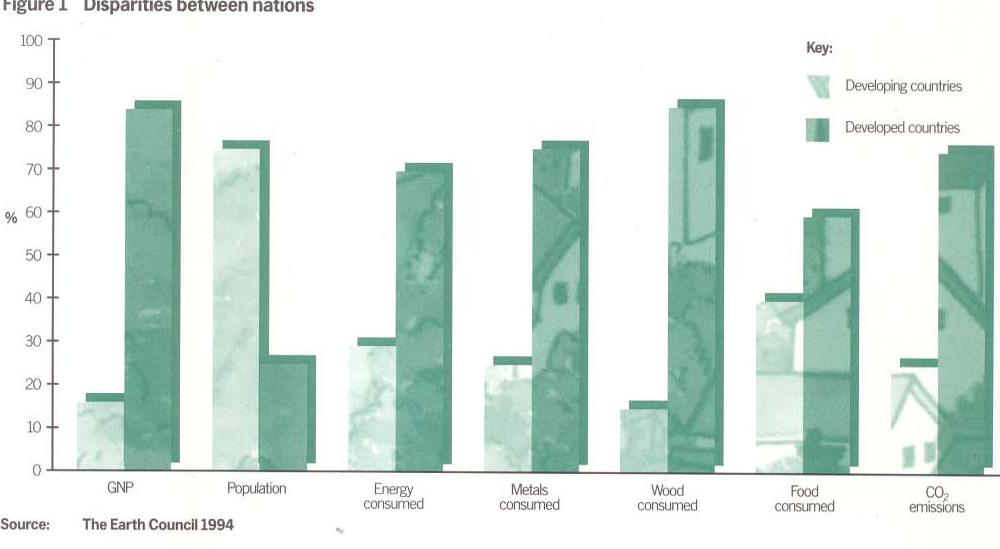 Figure 1 Disparities between nations
100
90
80
70
% 60
50
40
30
20
10
0
Key:
Developing countries
Developed countries
GNP
Population
Energy
consumed
Metals
consumed
Wood
consumed
Food
consumed
CO2
emissions
Source: The Earth Council 1994